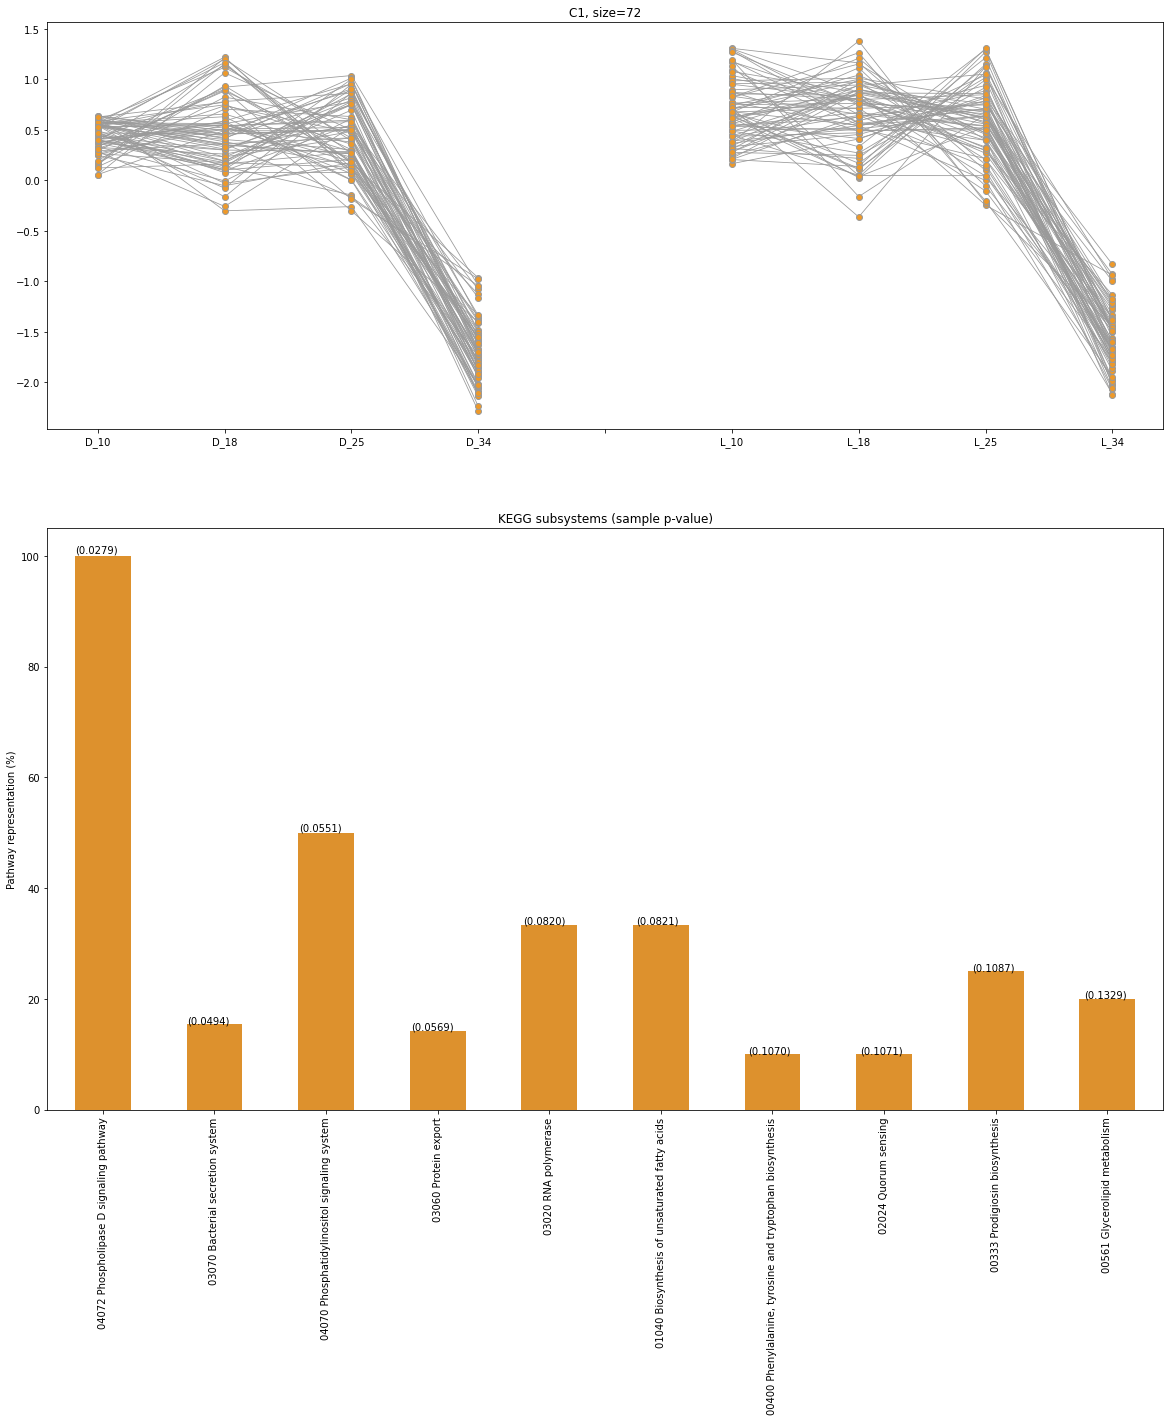 C1, size=72
1.5
1.0
0.5
0.0
−0.5
−1.0
−1.5
−2.0
D_10
D_18
D_25
D_34
L_10
L_18
L_25
L_34
KEGG subsystems (sample p-value)
Pathway representation (%)
100
80
60
40
20
0
(0.0279)
(0.0494)
(0.0551)
(0.0569)
(0.0820)
(0.0821)
(0.1070)
(0.1071)
(0.1087)
(0.1329)
04072 Phospholipase D signaling pathway
03070 Bacterial secretion system
04070 Phosphatidylinositol signaling system
03060 Protein export
03020 RNA polymerase
01040 Biosynthesis of unsaturated fatty acids
00400 Phenylalanine, tyrosine and tryptophan biosynthesis
02024 Quorum sensing
00333 Prodigiosin biosynthesis
00561 Glycerolipid metabolism